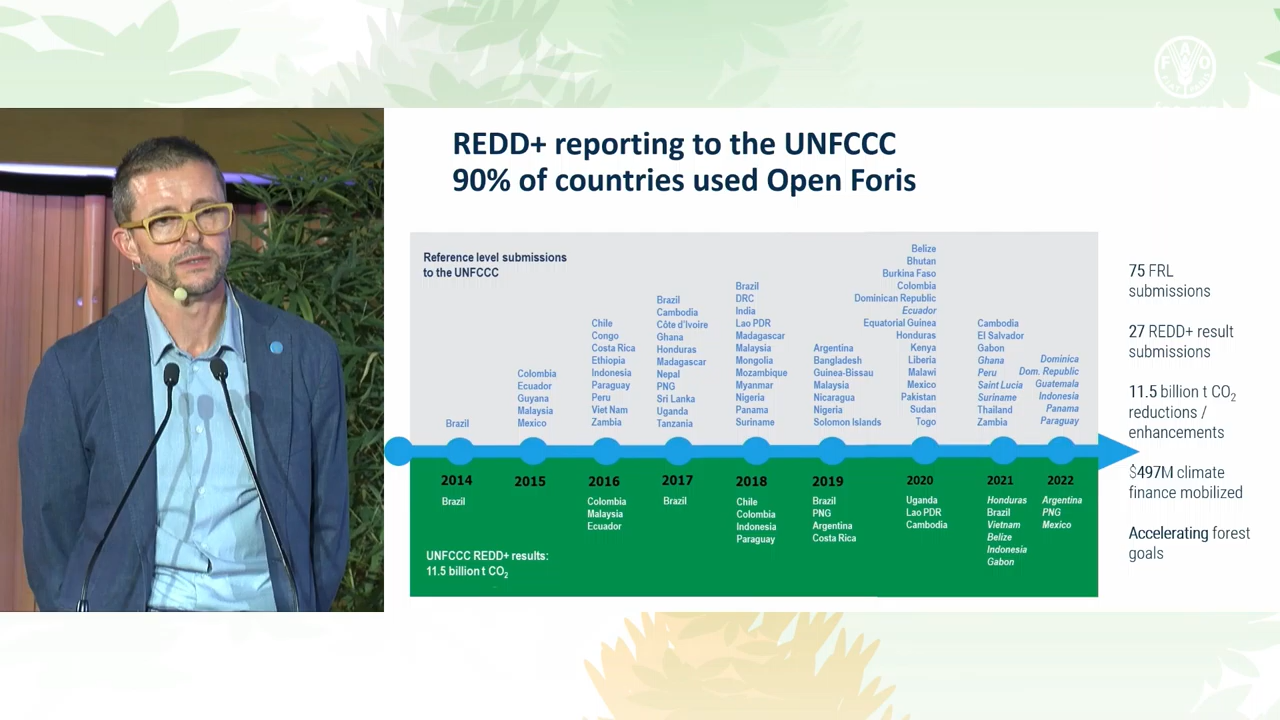 FAO
FIAT PANIS
REDD+ reporting to the UNFCCC
90% of countries used Open Foris
Reference level submissions
to the UNFCCC
Brazil
Colombia
Ecuador
Guyana
Malaysia
Mexico
Chile
Congo
Costa Rica
Ethiopia
Indonesia
Paraguay
Peru
Viet Nam
Zambia
Brazil
Cambodia
Côte d'Ivoire
Ghana
Honduras
Madagascar
Nepal
PNG
Sri Lanka
Uganda
Tanzania
Brazil
DRC
India
Lao PDR
Madagascar
Malaysia
Mongolia
Mozambique
Myanmar
Nigeria
Panama
Suriname
Argentina
Bangladesh
Guinea-Bissau
Malaysia
Nicaragua
Nigeria
Solomon Islands
Belize
Bhutan
Burkina Faso
Colombia
Dominican Republic
Ecuador
Equatorial Guinea
Honduras
Kenya
Liberia
Malawi
Mexico
Pakistan
Sudan
Togo
Cambodia
El Salvador
Gabon
Ghana
Peru
Saint Lucia
Suriname
Thailand
Zambia
Dominica
Dom. Republic
Guatemala
Indonesia
Panama
Paraguay
2014
2015
2016
2017
2018
2019
2020
2021
2022
Brazil
Colombia
Malaysia
Ecuador
Brazil
Chile
Colombia
Indonesia
Paraguay
Brazil
PNG
Argentina
Costa Rica
Uganda
Lao PDR
Cambodia
Honduras
Brazil
Vietnam
Belize
Indonesia
Gabon
Argentina
PNG
Mexico
UNFCCC REDD+ results:
11.5 billion t CO2
75 FRL
submissions
27 REDD+ result
submissions
11.5 billion t CO2
reductions /
enhancements
$497M climate
finance mobilized
Accelerating forest
goals